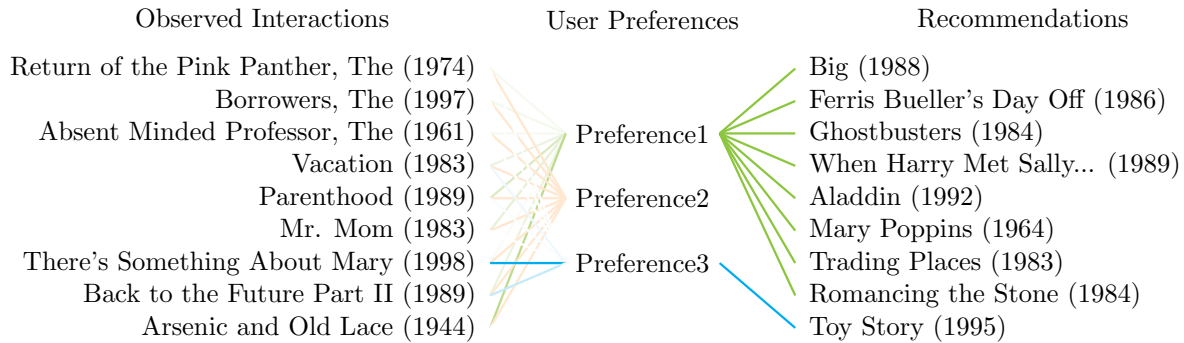 Observed Interactions
User Preferences
Recommendations
Return of the Pink Panther, The (1974)
Borrowers, The (1997)
Absent Minded Professor, The (1961)
Vacation (1983)
Parenthood (1989)
Mr. Mom (1983)
There's Something About Mary (1998)
Back to the Future Part II (1989)
Arsenic and Old Lace (1944)
Preference1
Preference2
Preference3
Big (1988)
Ferris Bueller's Day Off (1986)
Ghostbusters (1984)
When Harry Met Sally... (1989)
Aladdin (1992)
Mary Poppins (1964)
Trading Places (1983)
Romancing the Stone (1984)
Toy Story (1995)